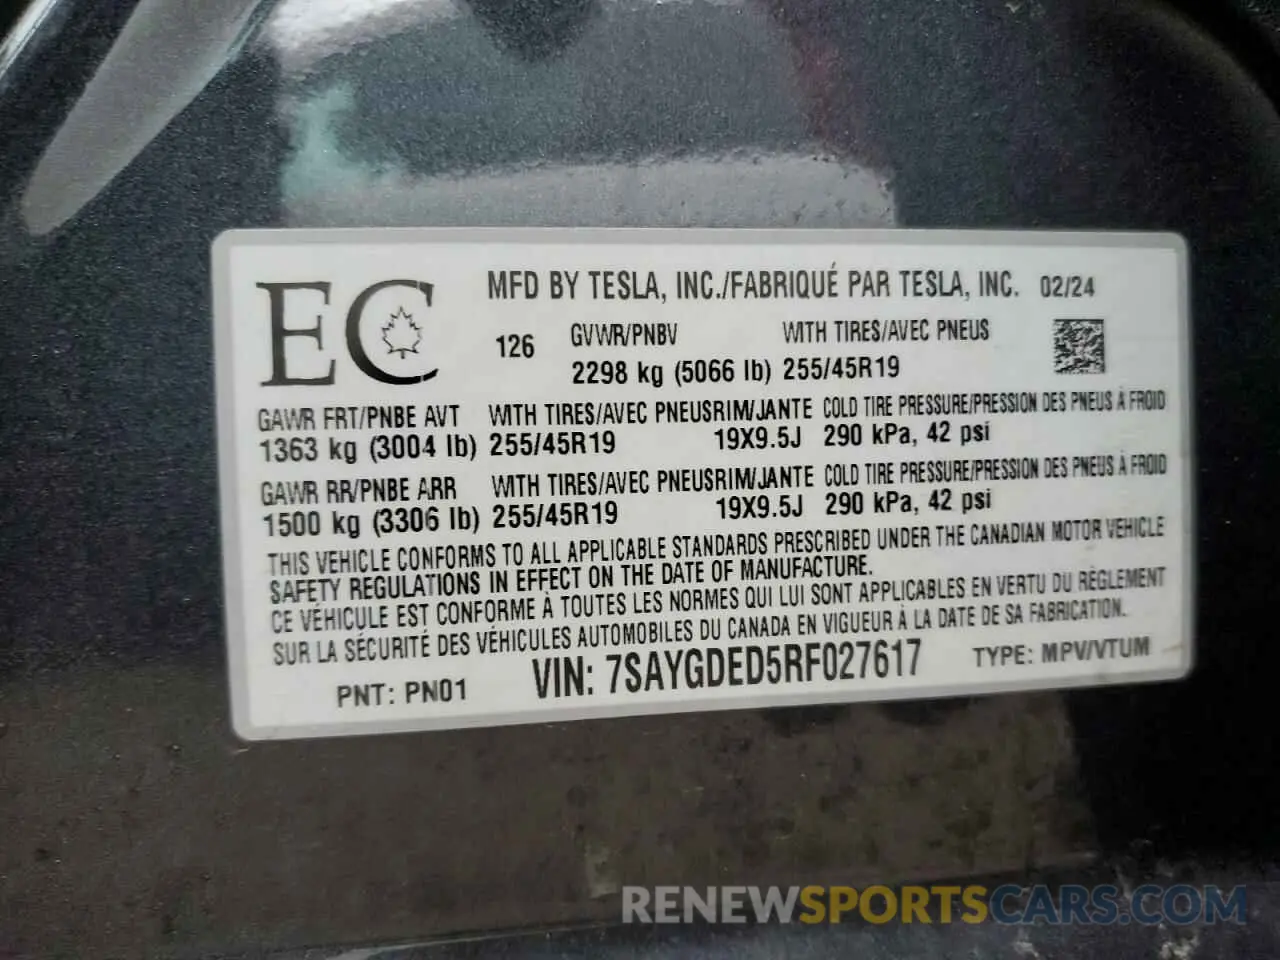 EC MFD BY TESLA, INC./FABRIQUÉ PAR TESLA, INC. 02/24
126 GVWR/PNBV WITH TIRES/AVEC PNEUS
2298 kg (5066 lb) 255/45R19
GAWR FRT/PNBE AVT WITH TIRES/AVEC PNEUSRIM/JANTE COLD TIRE PRESSURE/PRESSION DES PNEUS À FROID
1363 kg (3004 lb) 255/45R19 19X9.5J 290 kPa, 42 psi
GAWR RR/PNBE ARR WITH TIRES/AVEC PNEUSRIM/JANTE COLD TIRE PRESSURE/PRESSION DES PNEUS À FROID
1500 kg (3306 lb) 255/45R19 19X9.5J 290 kPa, 42 psi
THIS VEHICLE CONFORMS TO ALL APPLICABLE STANDARDS PRESCRIBED UNDER THE CANADIAN MOTOR VEHICLE
SAFETY REGULATIONS IN EFFECT ON THE DATE OF MANUFACTURE.
CE VÉHICULE EST CONFORME À TOUTES LES NORMES QUI LUI SONT APPLICABLES EN VERTU DU RÈGLEMENT
SUR LA SÉCURITÉ DES VÉHICULES AUTOMOBILES DU CANADA EN VIGUEUR À LA DATE DE SA FABRICATION.
PNT: PN01 VIN: 7SAYGDED5RF027617 TYPE: MPV/VTUM
RENEWSPORTSCARS.COM